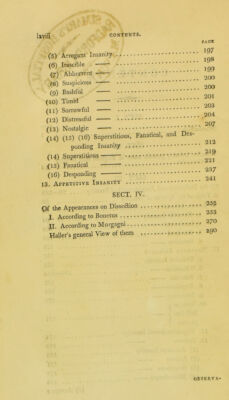 lxviii CONTENTS.
PAGE
(5) Arrogant Insanity 197
(6) Irascible —— 198
(7) Abhorrent —— 199
(8) Suspicious —— 200
(9) Bashful —— 200
(10) Timid —— 201
(11) Sorrowful —— 203
(12) Distressful —— 204
(13) Nostalgic —— 207
(14) (15) (16) Superstitious, Fanatical, and Des-
ponding Insanity 212
(14) Superstitious —— 219
(15) Fanatical —— 221
(16) Desponding —— 237
13. APPETITIVE INSANITY 241
SECT. IV.
Of the Appearances on Dissection 255
I. According to Bonetus 255
II. According to Morgagni 270
Haller's general View of them 290
OBSERVA-